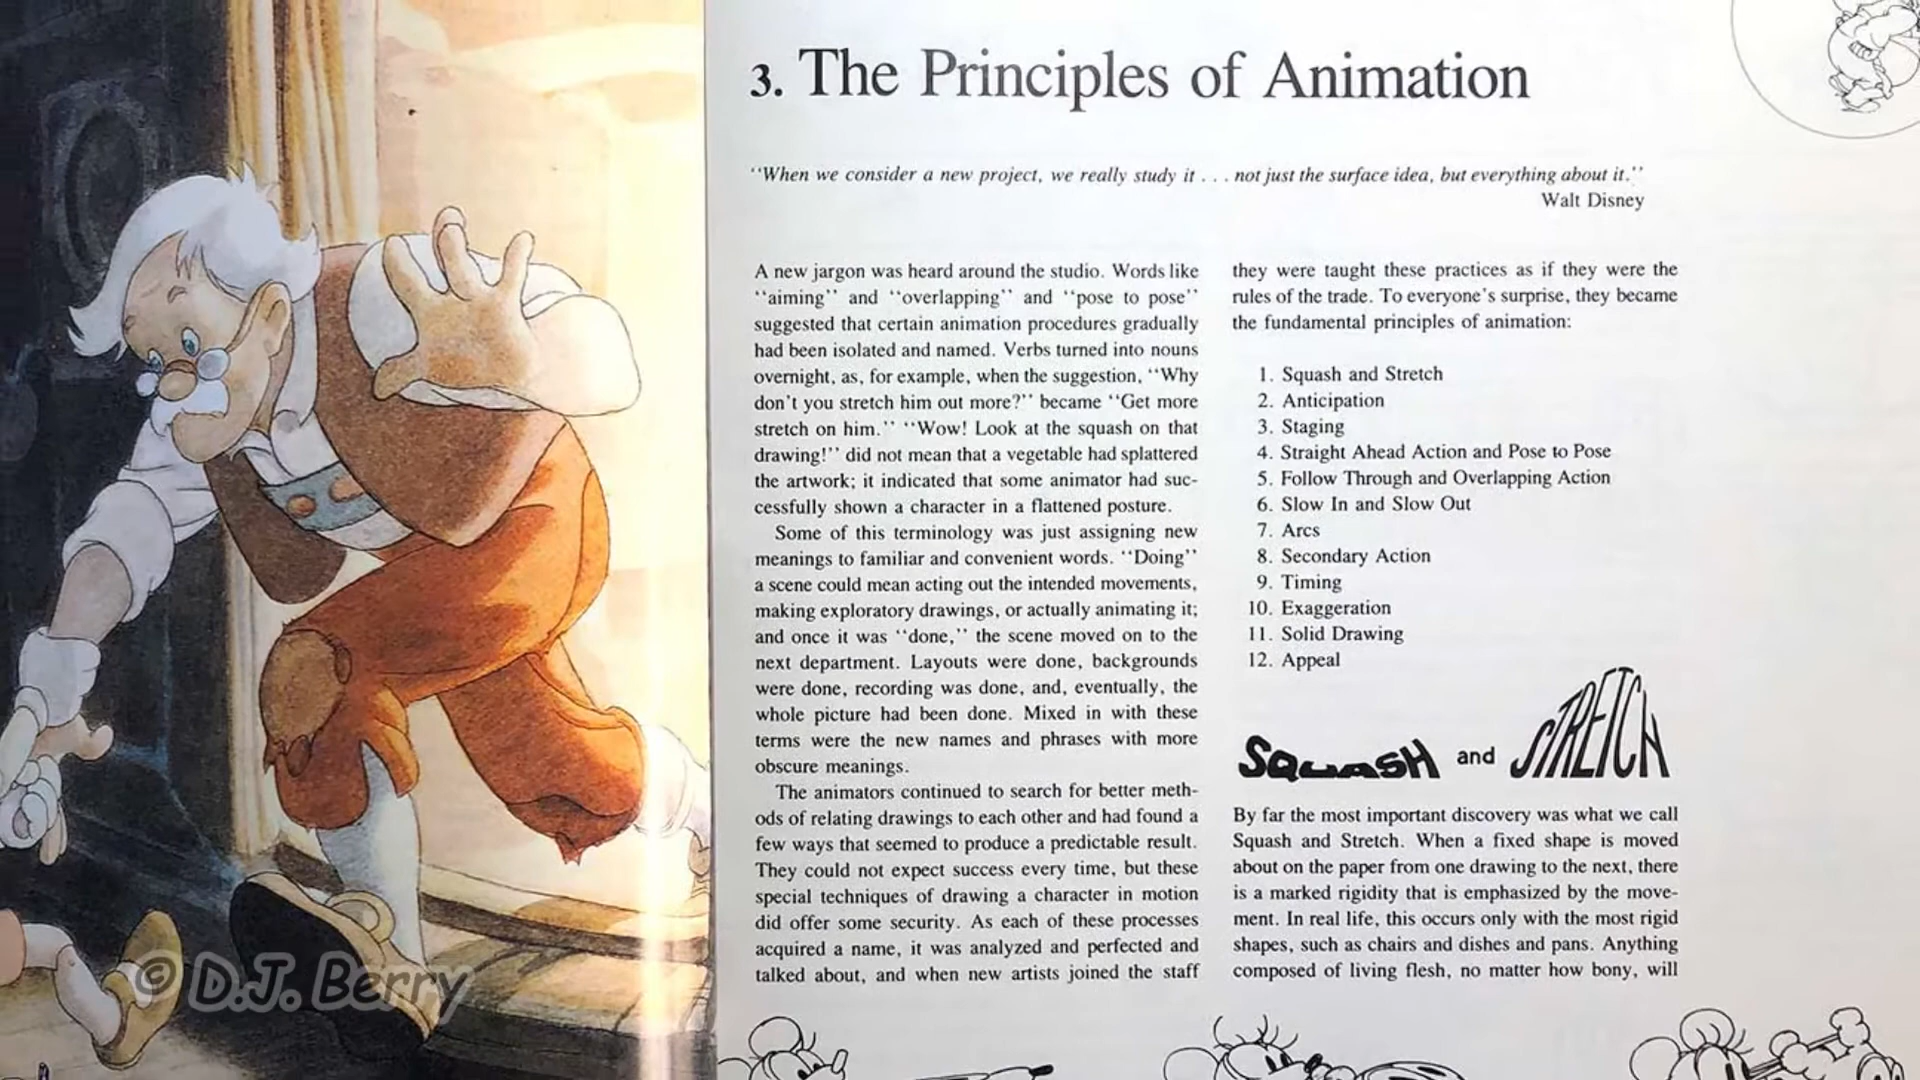 3. The Principles of Animation
‘‘When we consider a new project, we really study it . . . not just the surface idea, but everything about it.’’
Walt Disney
A new jargon was heard around the studio. Words like
‘‘aiming’’ and ‘‘overlapping’’ and ‘‘pose to pose’’
suggested that certain animation procedures gradually
had been isolated and named. Verbs turned into nouns
overnight, as, for example, when the suggestion, ‘‘Why
don’t you stretch him out more?’’ became ‘‘Get more
stretch on him.’’ ‘‘Wow! Look at the squash on that
drawing!’’ did not mean that a vegetable had splattered
the artwork; it indicated that some animator had suc-
cessfully shown a character in a flattened posture.
Some of this terminology was just assigning new
meanings to familiar and convenient words. ‘‘Doing’’
a scene could mean acting out the intended movements,
making exploratory drawings, or actually animating it;
and once it was ‘‘done,’’ the scene moved on to the
next department. Layouts were done, backgrounds
were done, recording was done, and, eventually, the
whole picture had been done. Mixed in with these
terms were the new names and phrases with more
obscure meanings.
The animators continued to search for better meth-
ods of relating drawings to each other and had found a
few ways that seemed to produce a predictable result.
They could not expect success every time, but these
special techniques of drawing a character in motion
did offer some security. As each of these processes
acquired a name, it was analyzed and perfected and
talked about, and when new artists joined the staff
they were taught these practices as if they were the
rules of the trade. To everyone’s surprise, they became
the fundamental principles of animation:
1. Squash and Stretch
2. Anticipation
3. Staging
4. Straight Ahead Action and Pose to Pose
5. Follow Through and Overlapping Action
6. Slow In and Slow Out
7. Arcs
8. Secondary Action
9. Timing
10. Exaggeration
11. Solid Drawing
12. Appeal
SQUASH and STRETCH
By far the most important discovery was what we call
Squash and Stretch. When a fixed shape is moved
about on the paper from one drawing to the next, there
is a marked rigidity that is emphasized by the move-
ment. In real life, this occurs only with the most rigid
shapes, such as chairs and dishes and pans. Anything
composed of living flesh, no matter how bony, will
© D.J. Berry